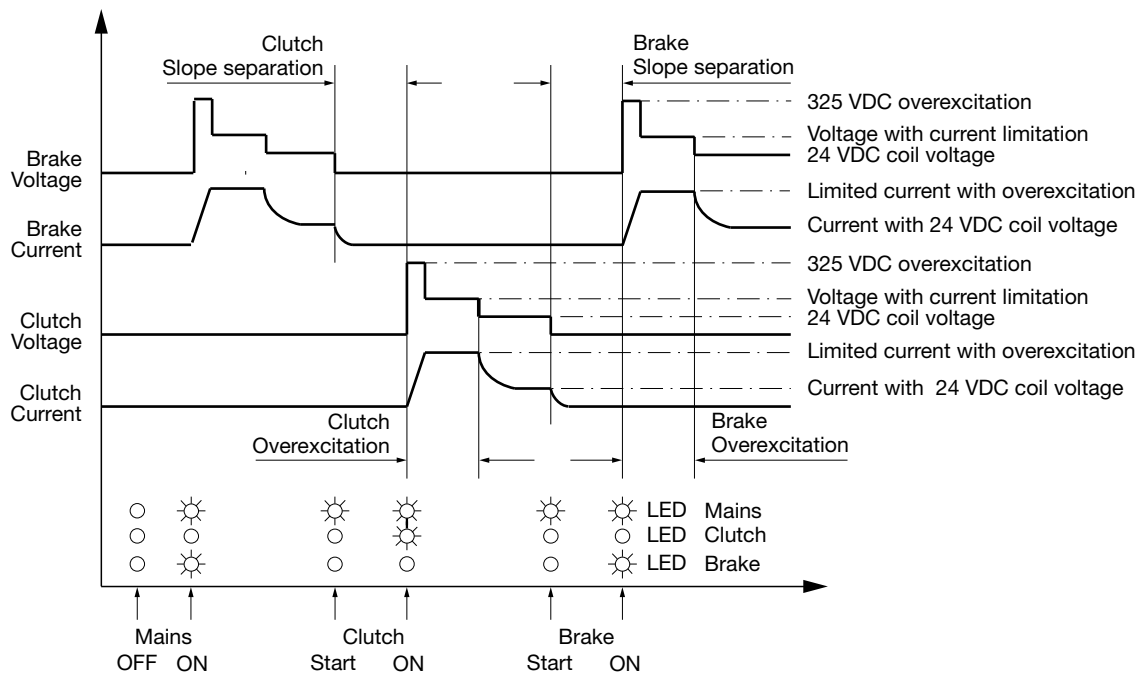 Clutch
Slope separation
Brake
Slope separation
325 VDC overexcitation
Voltage with current limitation
24 VDC coil voltage
Brake
Voltage
Limited current with overexcitation
Brake
Current
Current with 24 VDC coil voltage
325 VDC overexcitation
Voltage with current limitation
24 VDC coil voltage
Clutch
Voltage
Limited current with overexcitation
Clutch
Current
Current with 24 VDC coil voltage
Clutch
Overexcitation
Brake
Overexcitation
LED Mains
LED Clutch
LED Brake
Mains Clutch Brake
OFF ON Start ON Start ON